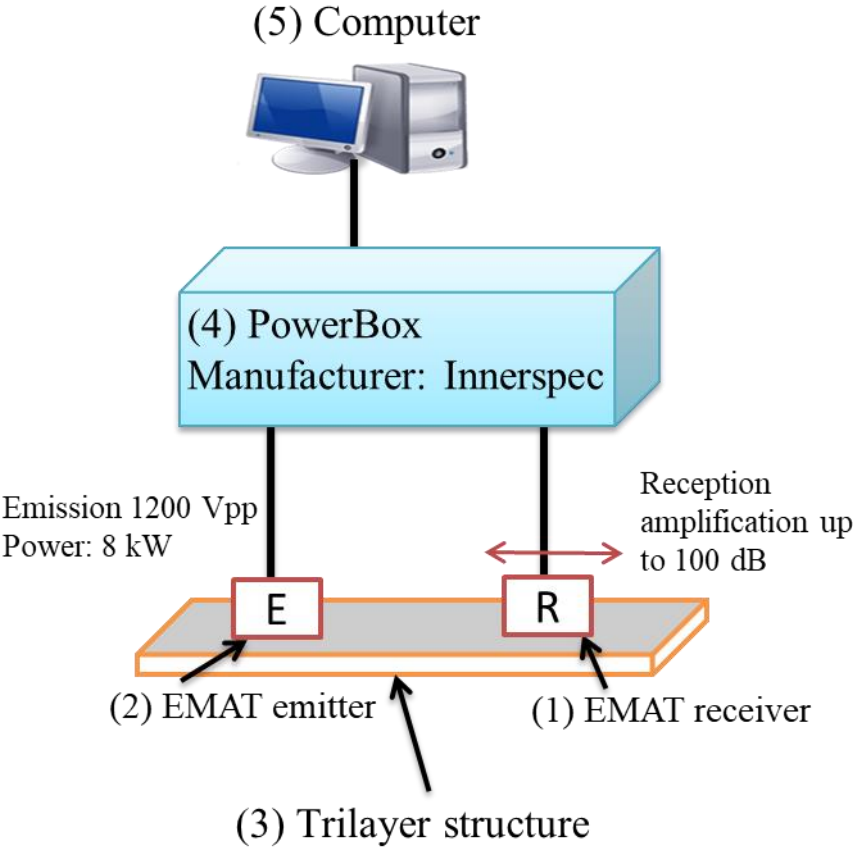 (5) Computer
(4) PowerBox
Manufacturer: Innerspec
Emission 1200 Vpp
Power: 8 kW
Reception
amplification up
to 100 dB
E
R
(2) EMAT emitter
(1) EMAT receiver
(3) Trilayer structure